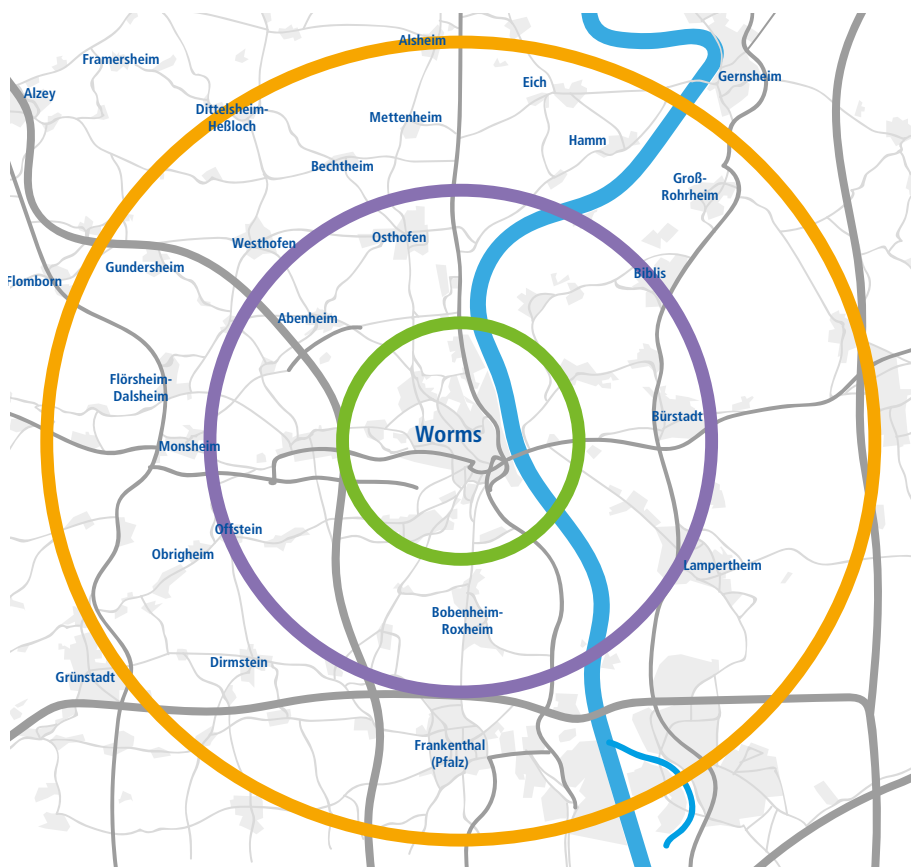 Alsheim
Framersheim
Gernsheim
Eich
Alzey
Dittelsheim-
Heßloch
Mettenheim
Hamm
Bechtheim
Groß-
Rohrheim
Westhofen
Osthofen
Gundersheim
Biblis
Flomborn
Abenheim
Flörsheim-
Dalsheim
Bürstadt
Worms
Monsheim
Offstein
Obrigheim
Lampertheim
Bobenheim-
Roxheim
Dirmstein
Grünstadt
Frankenthal
(Pfalz)